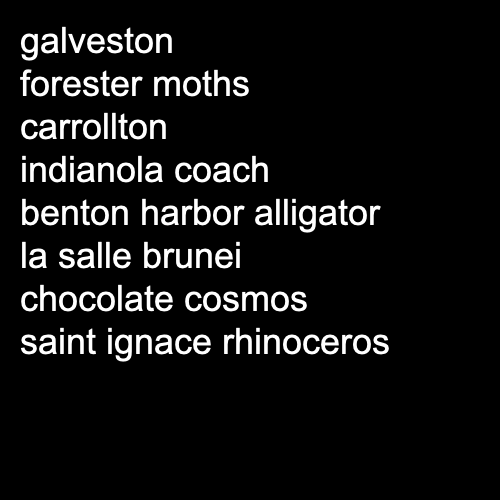 galveston
forester moths
carrollton
indianola coach
benton harbor alligator
la salle brunei
chocolate cosmos
saint ignace rhinoceros